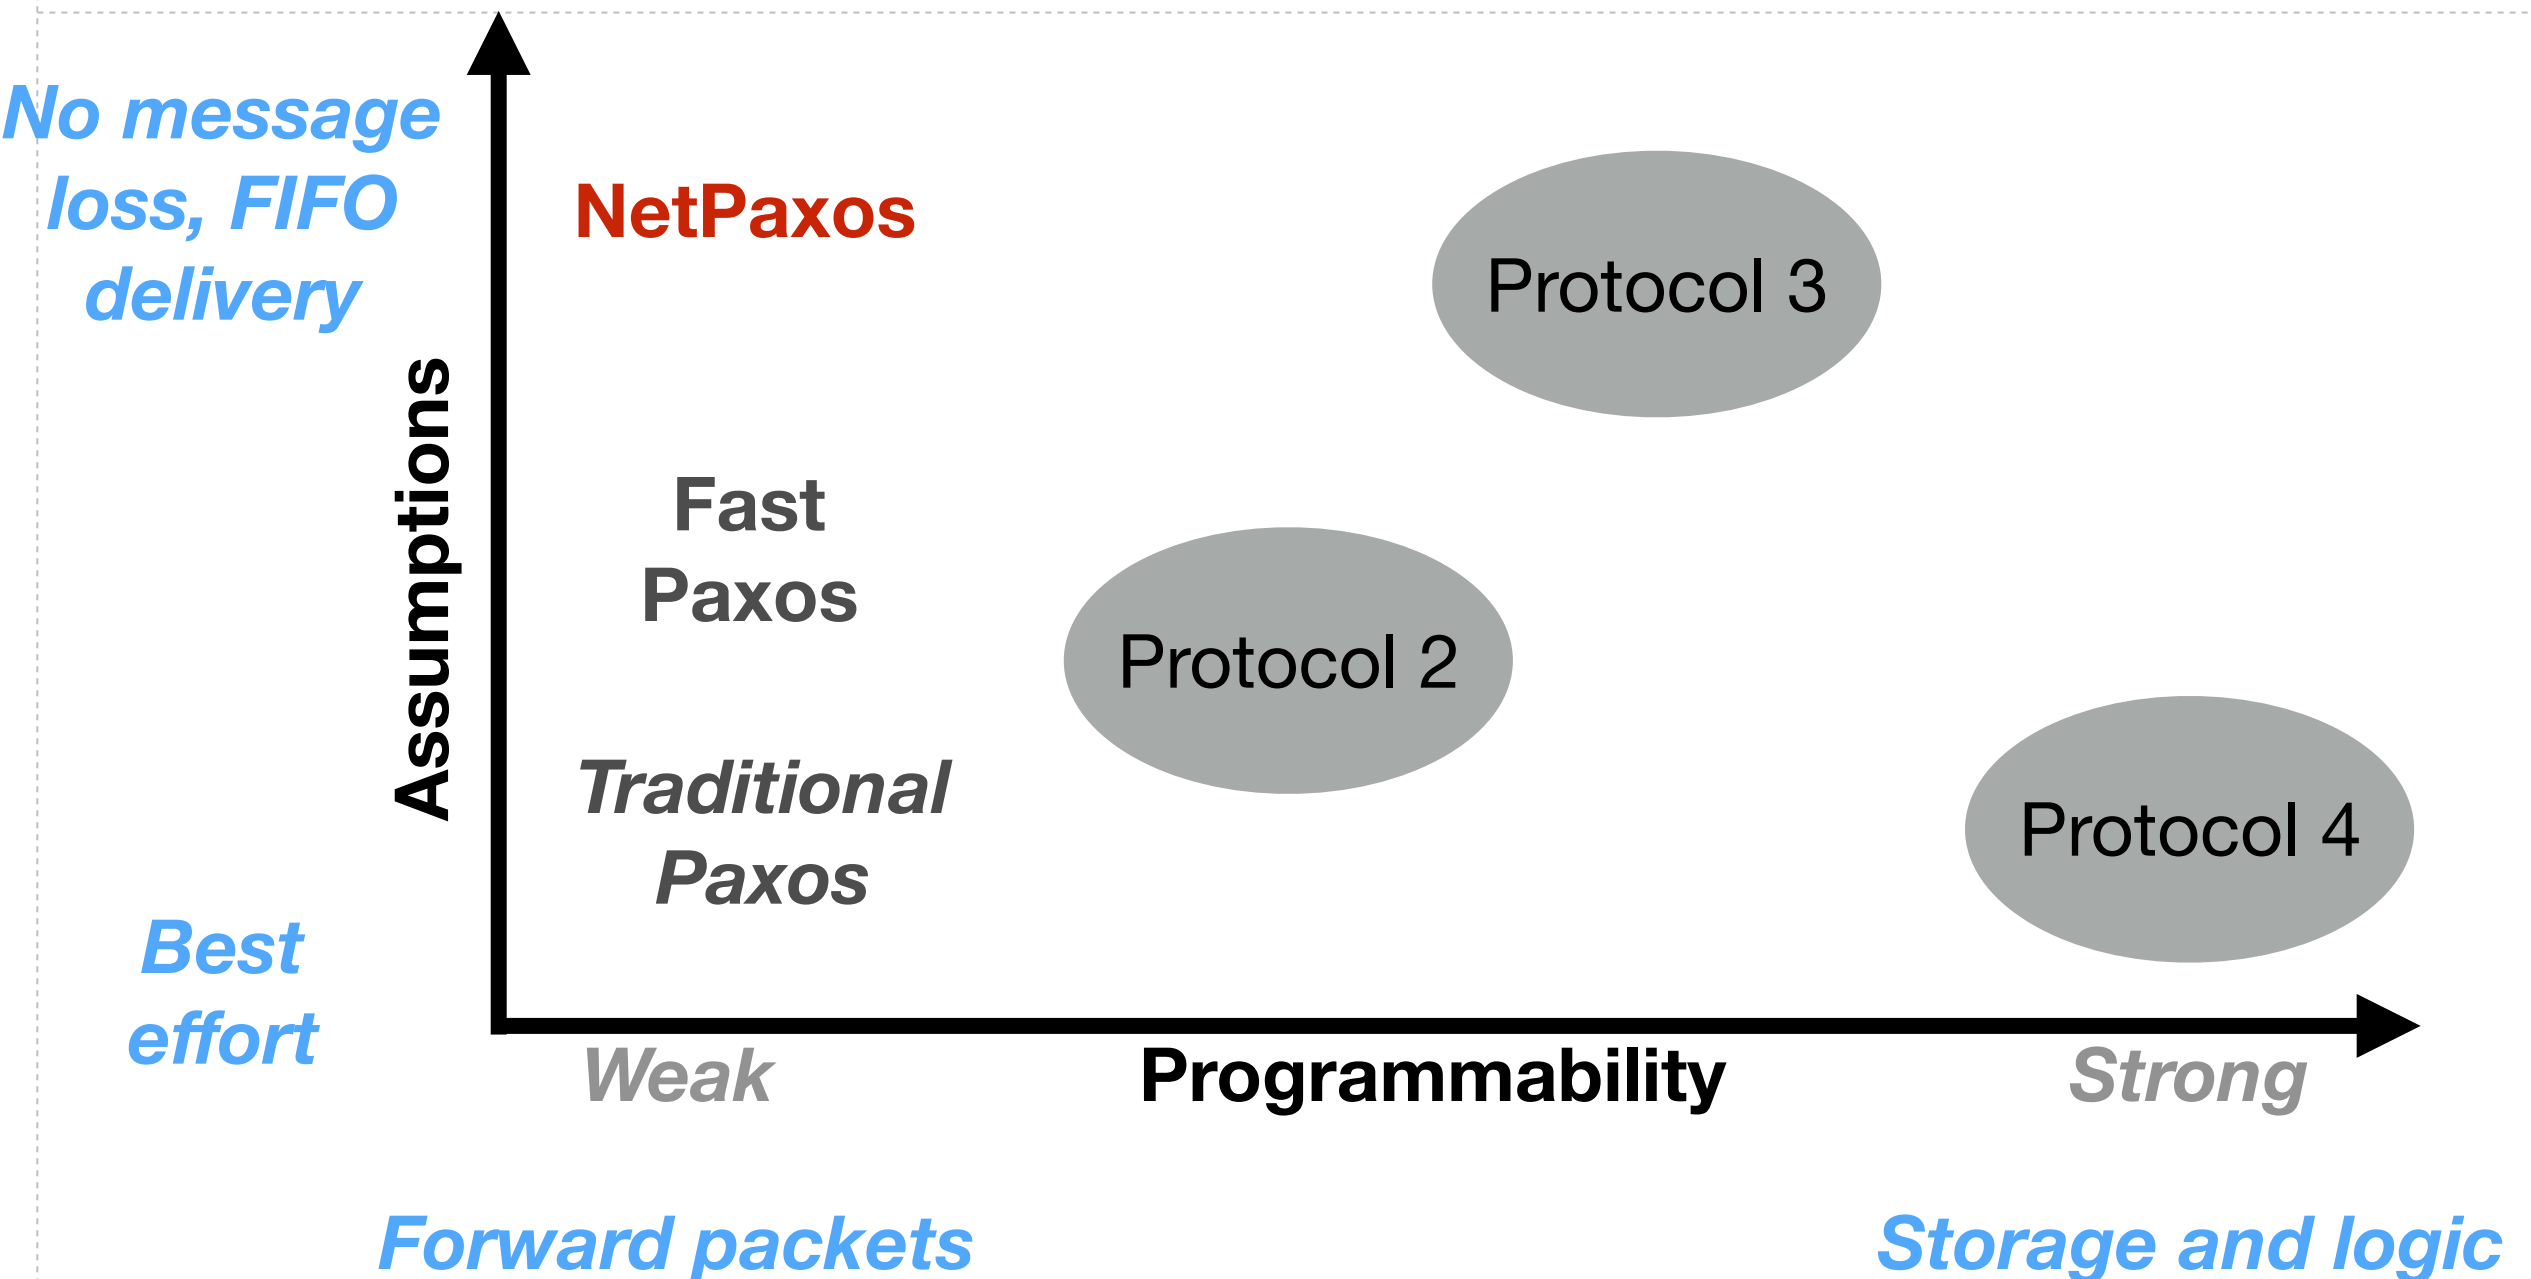 No message
loss, FIFO
delivery
NetPaxos
Protocol 3
Assumptions
Fast
Paxos
Protocol 2
Traditional
Paxos
Protocol 4
Best
effort
Weak
Programmability
Strong
Forward packets
Storage and logic